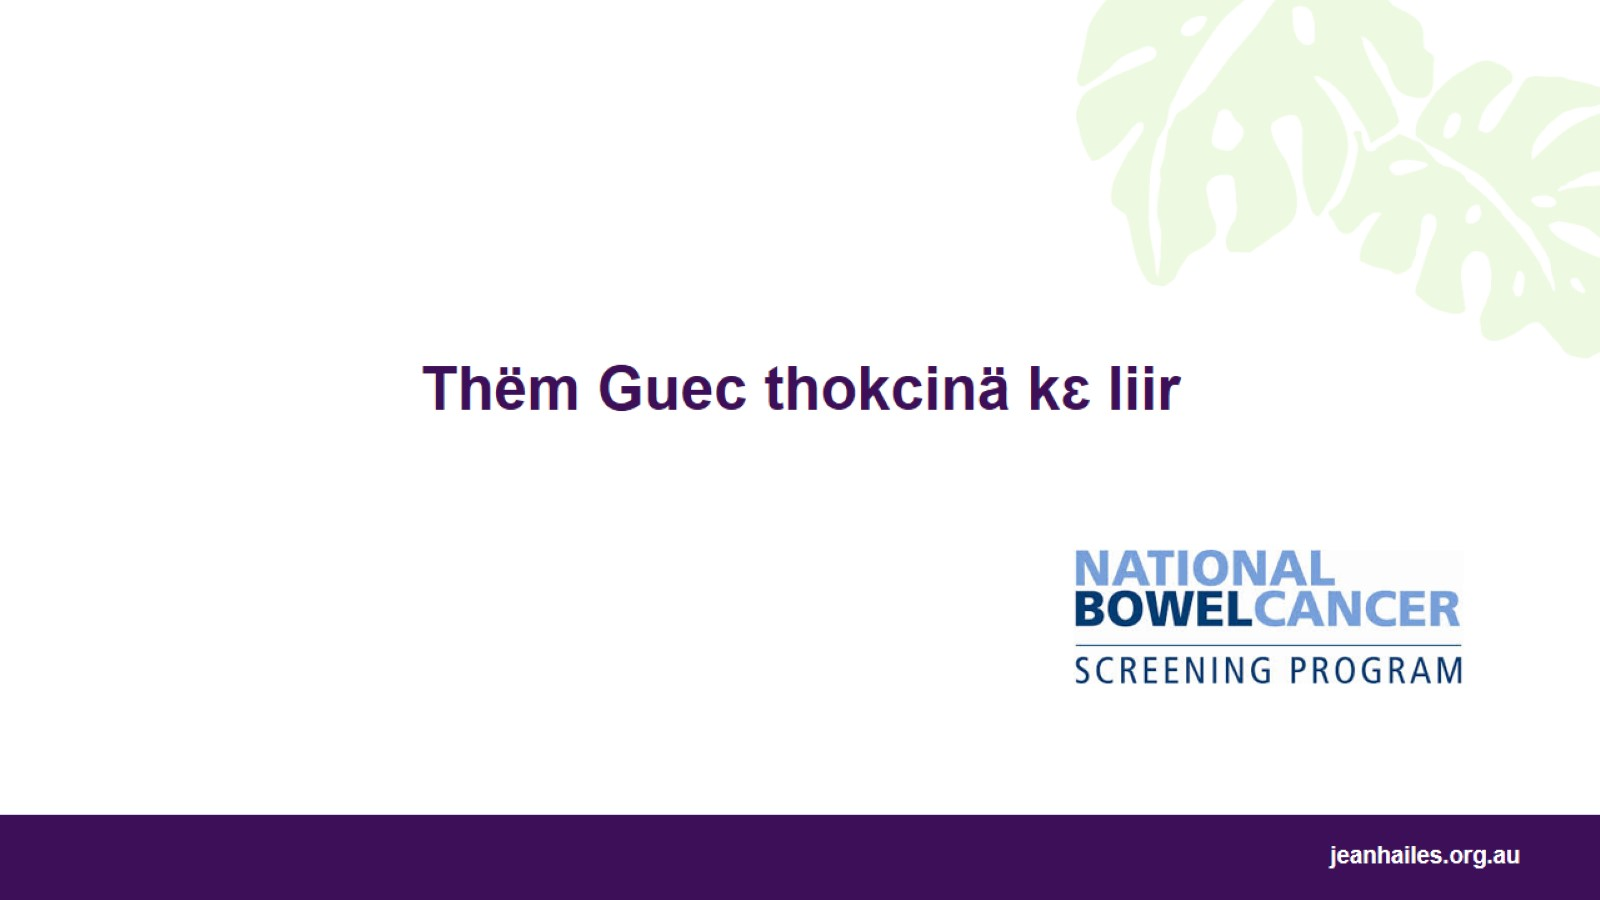 Thëm Guec thokcinä kɛ liir
NATIONAL
BOWELCANCER
SCREENING PROGRAM
jeanhailes.org.au